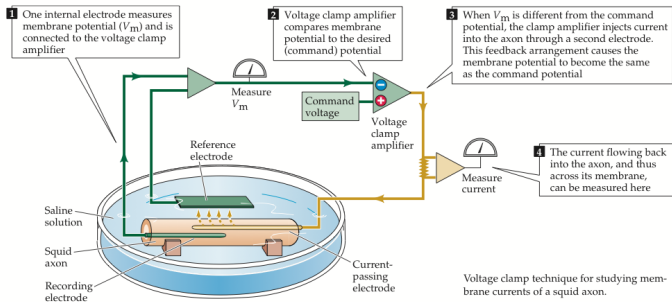 1 One internal electrode measures
membrane potential (Vm) and is
connected to the voltage clamp
amplifier
2 Voltage clamp amplifier
compares membrane
potential to the desired
(command) potential
3 When Vm is different from the command
potential, the clamp amplifier injects current
into the axon through a second electrode.
This feedback arrangement causes the
membrane potential to become the same
as the command potential
Measure
Vm
Command
voltage
−
+
Voltage
clamp
amplifier
4 The current flowing back
into the axon, and thus
across its membrane,
can be measured here
Measure
current
Reference
electrode
Saline
solution
Squid
axon
Recording
electrode
Current-
passing
electrode
Voltage clamp technique for studying mem-
brane currents of a squid axon.